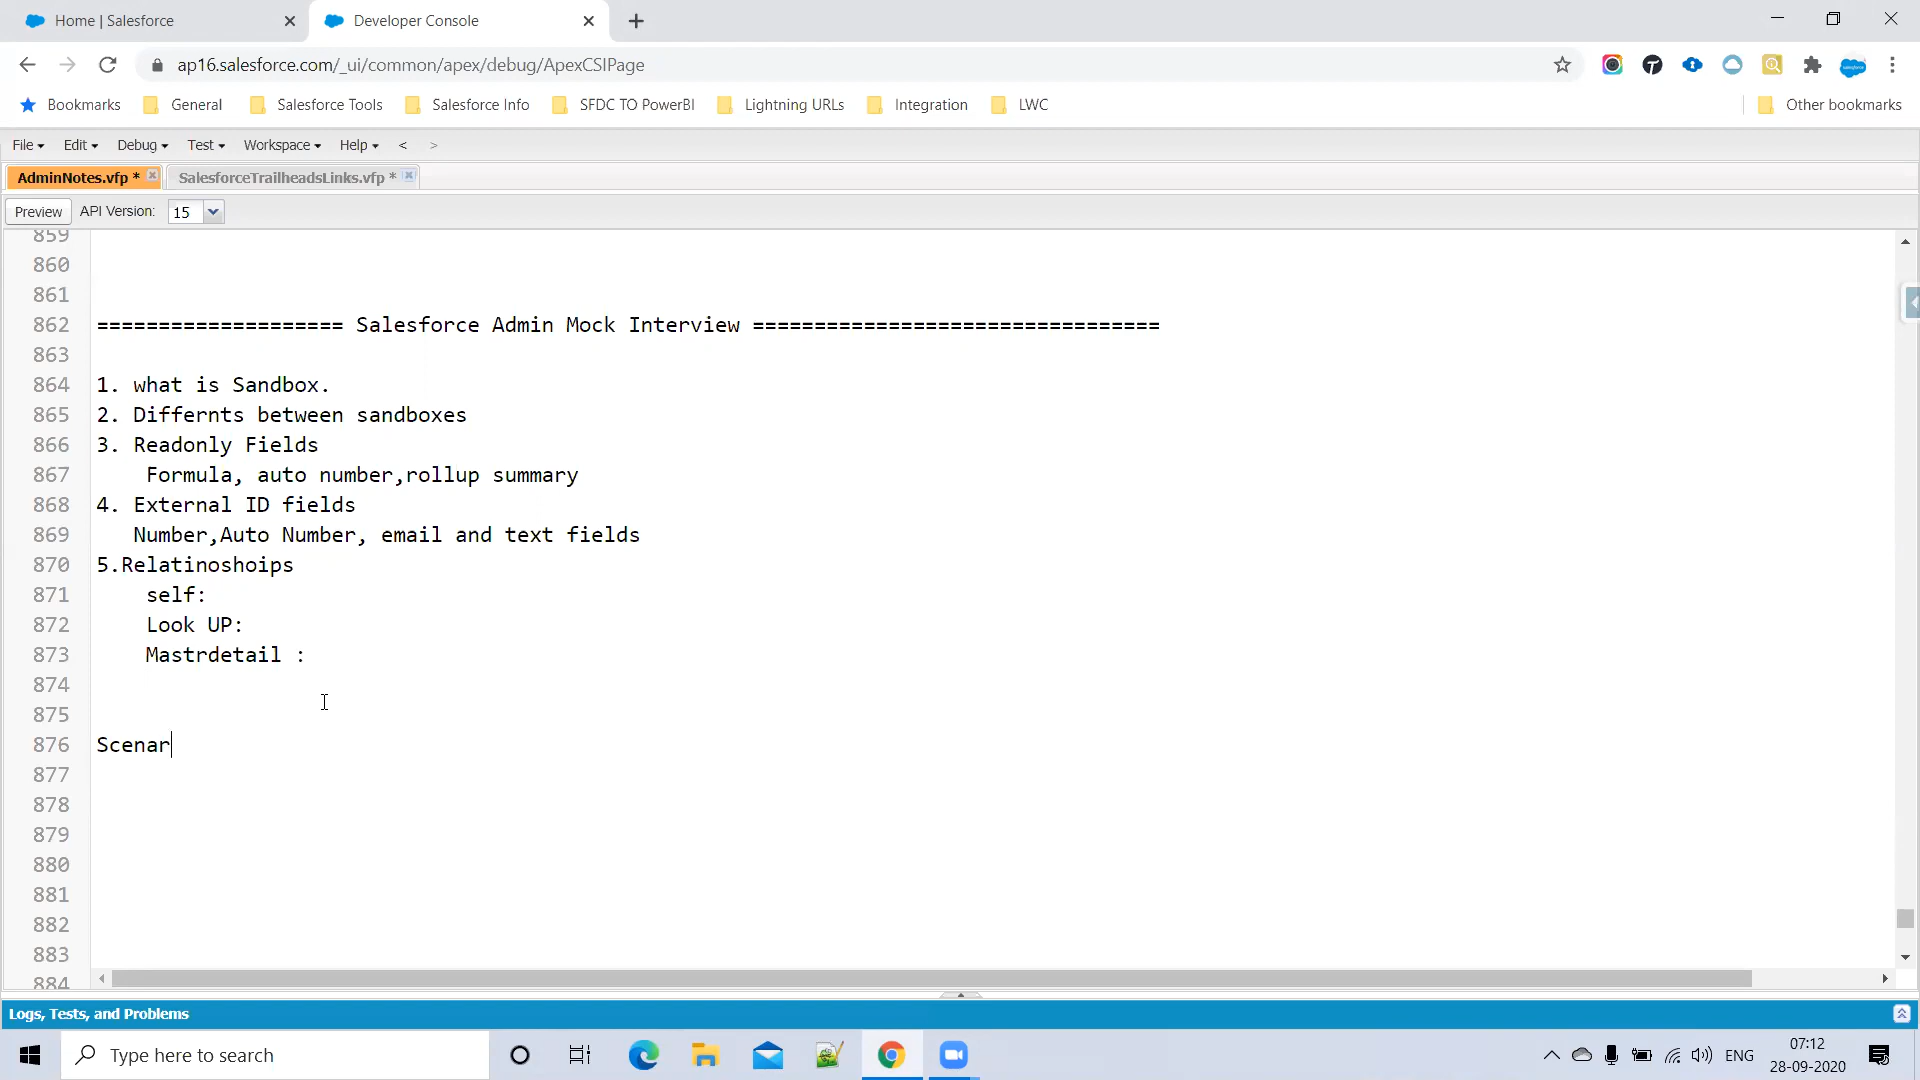 Home | Salesforce
Developer Console
ap16.salesforce.com/_ui/common/apex/debug/ApexCSIPage
Bookmarks General Salesforce Tools Salesforce Info SFDC TO PowerBI Lightning URLs Integration LWC Other bookmarks
File Edit Debug Test Workspace Help < >
AdminNotes.vfp * SalesforceTrailheadsLinks.vfp *
Preview API Version: 15
859
860
861
862 ==================== Salesforce Admin Mock Interview =================================
863
864 1. what is Sandbox.
865 2. Differnts between sandboxes
866 3. Readonly Fields
867 Formula, auto number,rollup summary
868 4. External ID fields
869 Number,Auto Number, email and text fields
870 5.Relatinoshoips
871 self:
872 Look UP:
873 Mastrdetail :
874
875
876 Scenar
877
878
879
880
881
882
883
884
Logs, Tests, and Problems
Type here to search
ENG
07:12
28-09-2020